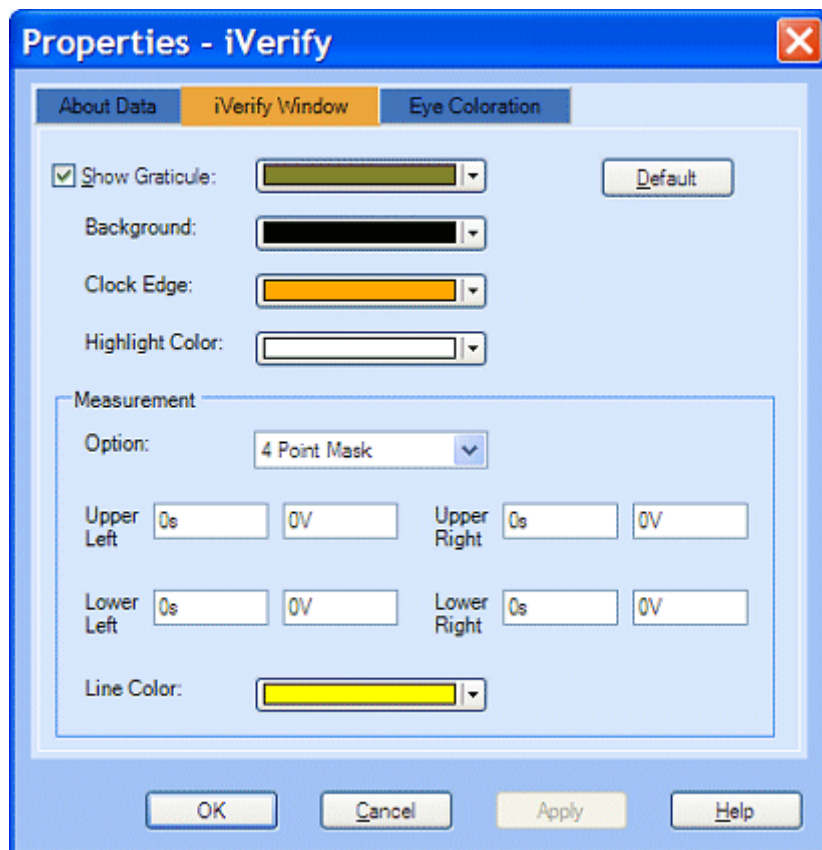 Properties - iVerify
About Data
iVerify Window
Eye Coloration
Show Graticule:
Default
Background:
Clock Edge:
Highlight Color:
Measurement
Option:
4 Point Mask
Upper
Left
0s
0V
Upper
Right
0s
0V
Lower
Left
0s
0V
Lower
Right
0s
0V
Line Color:
OK
Cancel
Apply
Help